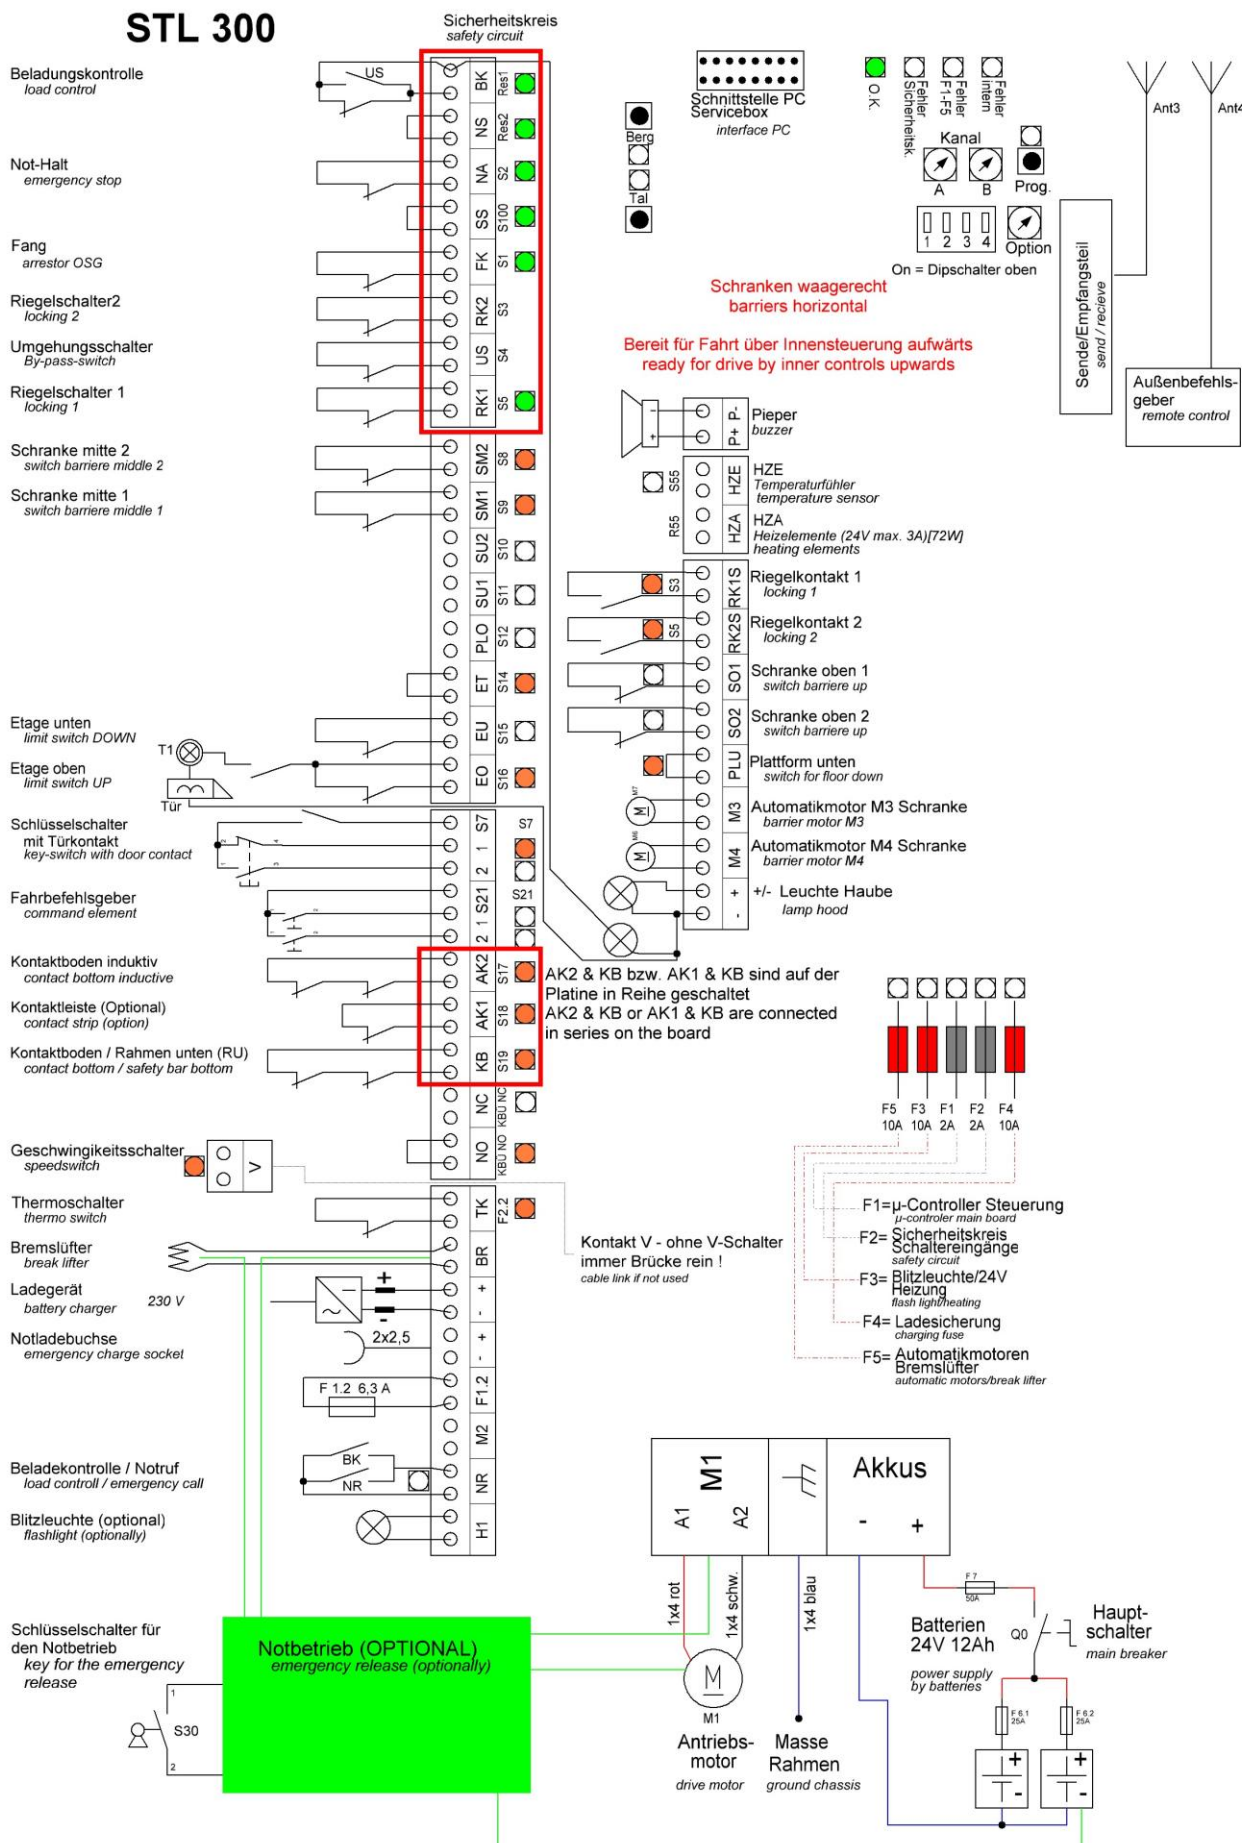 STL 300
Sicherheitskreis
safety circuit
Beladungskontrolle
load control
US
BK
Res1
NS
Res2
Not-Halt
emergency stop
NA
S2
SS
S100
Fang
arrestor OSG
FK
S1
Riegelschalter2
locking 2
RK2
S3
Umgehungsschalter
By-pass-switch
US
S4
Riegelschalter 1
locking 1
RK1
S5
Schranke mitte 2
switch barriere middle 2
SM2
S8
Schranke mitte 1
switch barriere middle 1
SM1
S9
SU2
S10
SU1
S11
PLO
S12
ET
S14
Etage unten
limit switch DOWN
EU
S15
T1
Etage oben
limit switch UP
EO
S16
Tür
Schlüsselschalter
mit Türkontakt
key-switch with door contact
2
4
1
3
S7
1
2
S7
Fahrbefehlsgeber
command element
S21
1
2
S21
Kontaktboden induktiv
contact bottom inductive
AK2
S17
Kontaktleiste (Optional)
contact strip (option)
AK1
S18
Kontaktboden / Rahmen unten (RU)
contact bottom / safety bar bottom
KB
S19
NC
KBU NC
Geschwingikeitsschalter
speedswitch
V
NO
KBU NO
Thermoschalter
thermo switch
TK
F2.2
Bremslüfter
break lifter
BR
Ladegerät
battery charger
230 V
+
-
+
-
Notladebuchse
emergency charge socket
2x2,5
+
-
F 1.2 6,3 A
F1.2
M2
Beladekontrolle / Notruf
load controll / emergency call
BK
NR
NR
Blitzleuchte (optional)
flashlight (optionally)
H1
Schnittstelle PC
Servicebox
interface PC
Berg
Tal
O.K.
Fehler
Sicherheitsk.
Fehler
F1-F5
Fehler
intern
Kanal
A
B
Prog.
1 2 3 4
Option
On = Dipschalter oben
Ant3
Ant4
Sende/Empfangsteil
send / recieve
Außenbefehls-
geber
remote control
Schranken waagerecht
barriers horizontal
Bereit für Fahrt über Innensteuerung aufwärts
ready for drive by inner controls upwards
-
+
P-
P+
Pieper
buzzer
S55
HZE
HZE
Temperaturfühler
temperature sensor
R55
HZA
HZA
Heizelemente (24V max. 3A)[72W]
heating elements
S3
RK1S
Riegelkontakt 1
locking 1
S5
RK2S
Riegelkontakt 2
locking 2
SO1
Schranke oben 1
switch barriere up
SO2
Schranke oben 2
switch barriere up
PLU
Plattform unten
switch for floor down
M7
M
M3
Automatikmotor M3 Schranke
barrier motor M3
M6
M
M4
Automatikmotor M4 Schranke
barrier motor M4
+
-
+/- Leuchte Haube
lamp hood
AK2 & KB bzw. AK1 & KB sind auf der
Platine in Reihe geschaltet
AK2 & KB or AK1 & KB are connected
in series on the board
F5 F3 F1 F2 F4
10A 10A 2A 2A 10A
F1=µ-Controller Steuerung
µ-controler main board
F2= Sicherheitskreis
Schaltereingänge
safety circuit
F3= Blitzleuchte/24V
Heizung
flash light/heating
F4= Ladesicherung
charging fuse
F5= Automatikmotoren
Bremslüfter
automatic motors/break lifter
Kontakt V - ohne V-Schalter
immer Brücke rein !
cable link if not used
M1
A1
A2
Akkus
-
+
1x4 rot
1x4 schw.
1x4 blau
F 7
50A
Batterien
24V 12Ah
power supply
by batteries
Q0
Haupt-
schalter
main breaker
F 6.1
25A
F 6.2
25A
+
-
+
-
M
M1
Antriebs-
motor
drive motor
Masse
Rahmen
ground chassis
Schlüsselschalter für
den Notbetrieb
key for the emergency
release
1
S30
2
Notbetrieb (OPTIONAL)
emergency release (optionally)